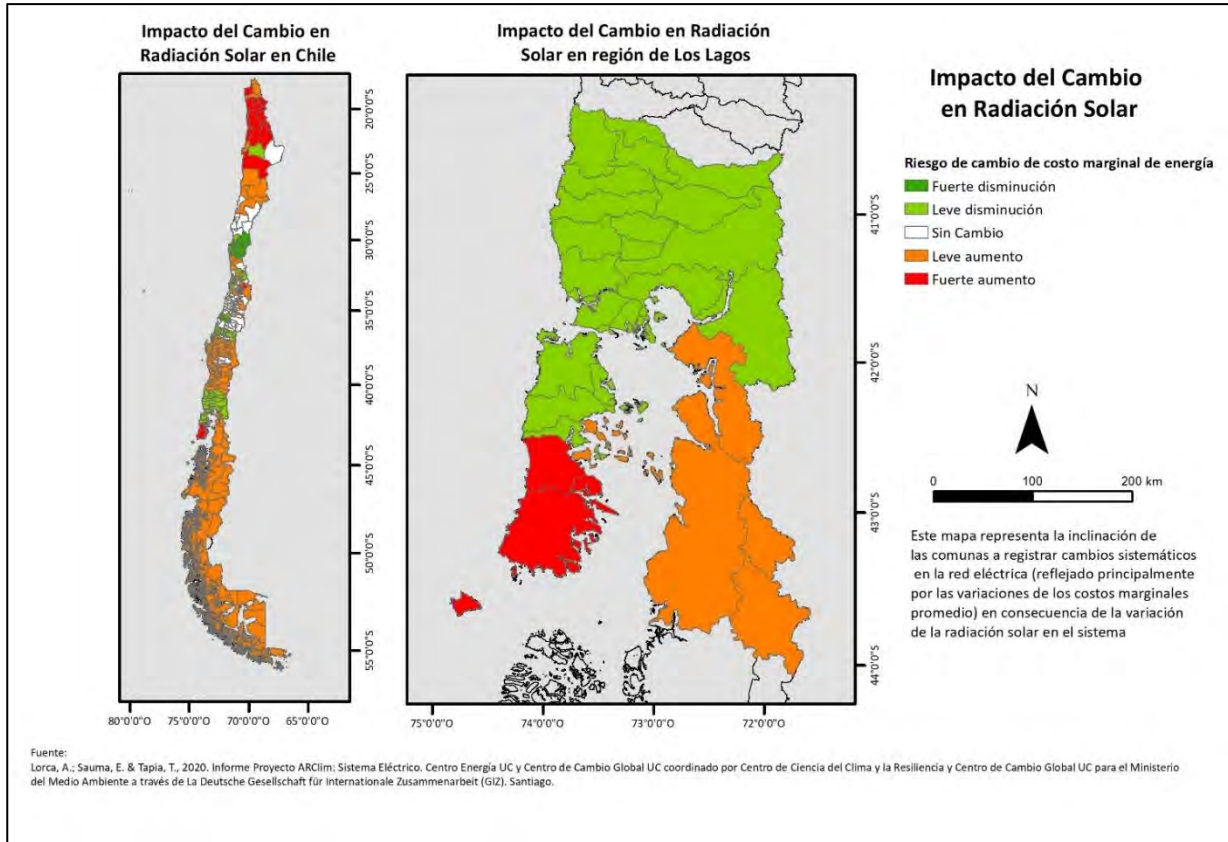 Impacto del Cambio en
Radiación Solar en Chile
20°0'0"S
25°0'0"S
30°0'0"S
35°0'0"S
40°0'0"S
45°0'0"S
50°0'0"S
55°0'0"S
80°0'0"O
75°0'0"O
70°0'0"O
65°0'0"O
Impacto del Cambio en Radiación
Solar en región de Los Lagos
41°0'0"S
42°0'0"S
43°0'0"S
44°0'0"S
75°0'0"O
74°0'0"O
73°0'0"O
72°0'0"O
Impacto del Cambio
en Radiación Solar
Riesgo de cambio de costo marginal de energía
Fuerte disminución
Leve disminución
Sin Cambio
Leve aumento
Fuerte aumento
N
0 100 200 km
Este mapa representa la inclinación de
las comunas a registrar cambios sistemáticos
en la red eléctrica (reflejado principalmente
por las variaciones de los costos marginales
promedio) en consecuencia de la variación
de la radiación solar en el sistema
Fuente:
Lorca, A.; Sauma, E. & Tapia, T., 2020. Informe Proyecto ARClim: Sistema Eléctrico. Centro Energía UC y Centro de Cambio Global UC coordinado por Centro de Ciencia del Clima y la Resiliencia y Centro de Cambio Global UC para el Ministerio
del Medio Ambiente a través de La Deutsche Gesellschaft für Internationale Zusammenarbeit (GIZ). Santiago.